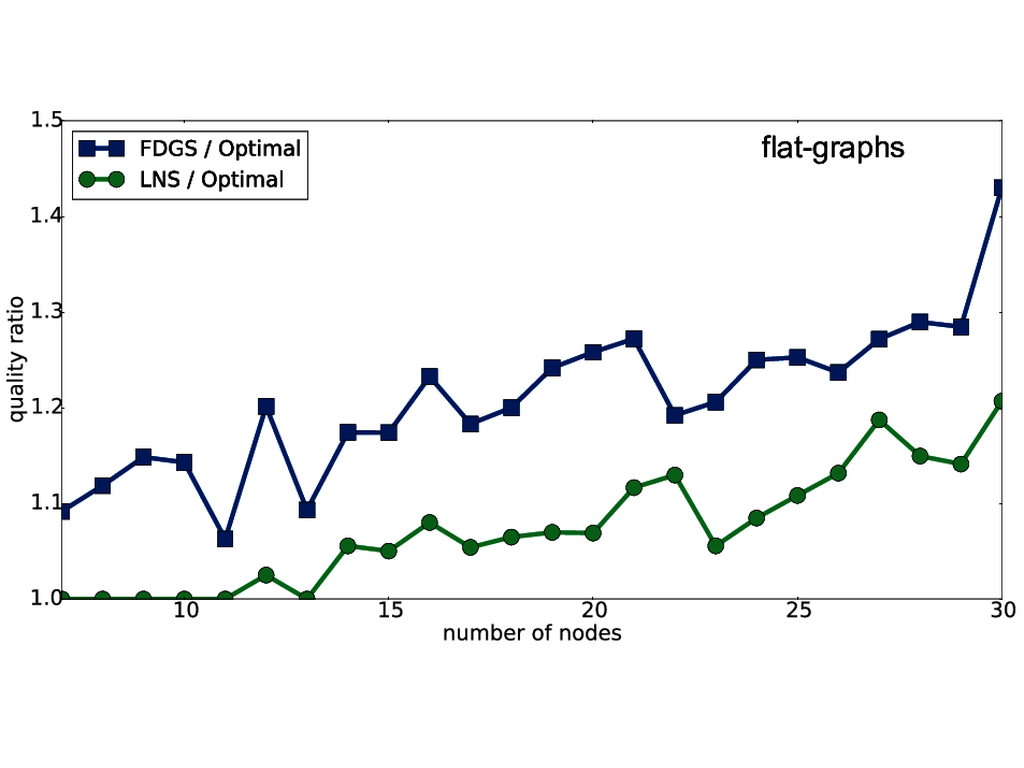 1.5
FDGS / Optimal
flat-graphs
LNS / Optimal
1.4
1.3
quality ratio
1.2
1.1
1.0
10 15 20 25 30
number of nodes